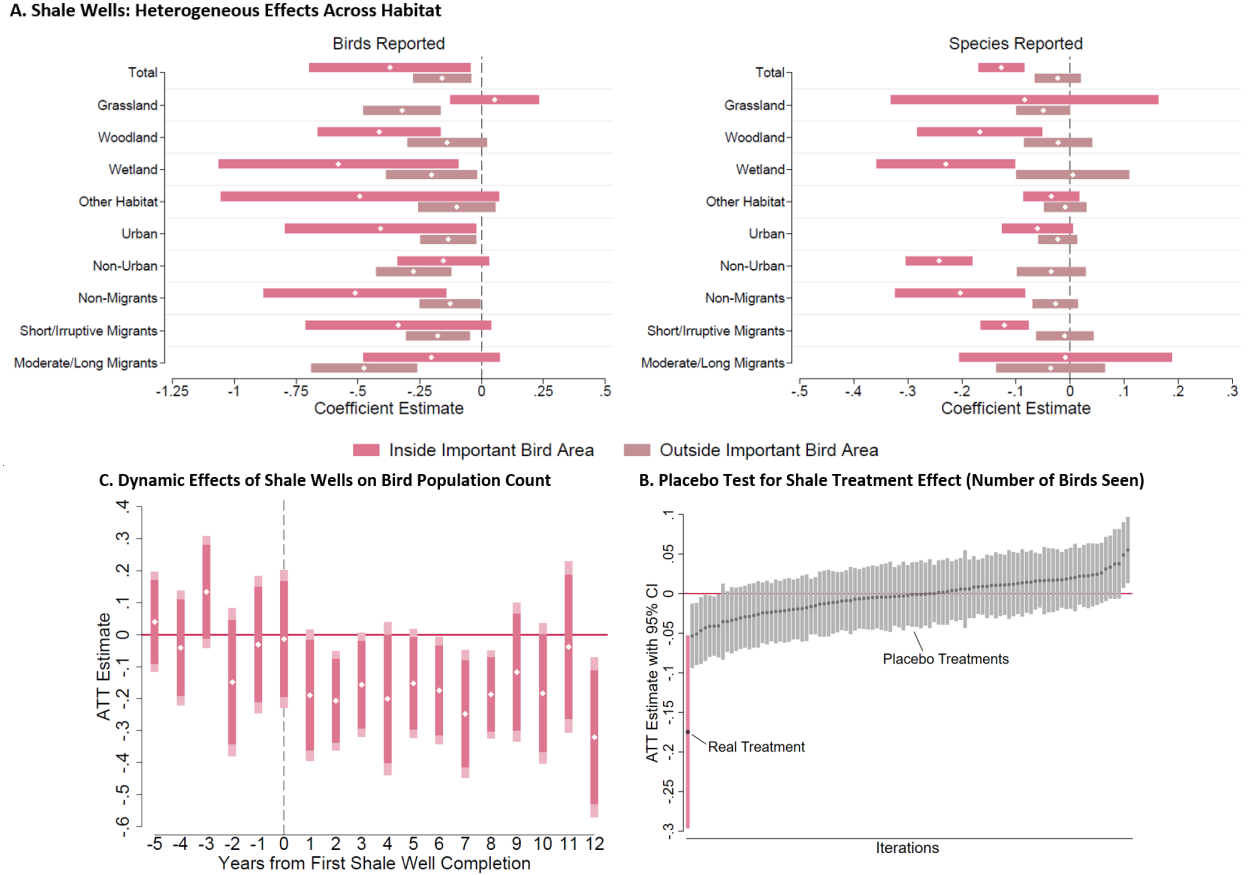 A. Shale Wells: Heterogeneous Effects Across Habitat
Birds Reported
Total
Grassland
Woodland
Wetland
Other Habitat
Urban
Non-Urban
Non-Migrants
Short/Irruptive Migrants
Moderate/Long Migrants
-1.25 -1 -.75 -.5 -.25 0 .25 .5
Coefficient Estimate
Species Reported
Total
Grassland
Woodland
Wetland
Other Habitat
Urban
Non-Urban
Non-Migrants
Short/Irruptive Migrants
Moderate/Long Migrants
-.5 -.4 -.3 -.2 -.1 0 .1 .2 .3
Coefficient Estimate
Inside Important Bird Area Outside Important Bird Area
C. Dynamic Effects of Shale Wells on Bird Population Count
ATT Estimate
.4
.3
.2
.1
0
-.1
-.2
-.3
-.4
-.5
-.6
-5 -4 -3 -2 -1 0 1 2 3 4 5 6 7 8 9 10 11 12
Years from First Shale Well Completion
B. Placebo Test for Shale Treatment Effect (Number of Birds Seen)
ATT Estimate with 95% CI
.1
.05
0
-.05
-.1
-.15
-.2
-.25
-.3
Placebo Treatments
Real Treatment
Iterations